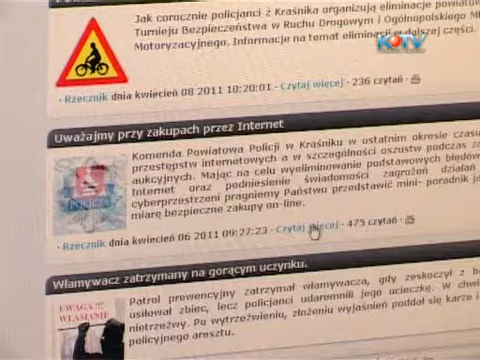 Jak corucznie policjanci z Kraśnika organizują eliminacje powiatowe
Turnieju Bezpieczeństwa w Ruchu Drogowym i Ogólnopolskiego
Motoryzacyjnego. Informacje na temat eliminacji w dalszej części.
KOTV
› Rzecznik dnia kwiecień 08 2011 10:20:01 · Czytaj więcej · 236 czytań ·
Uważajmy przy zakupach przez Internet
Komenda Powiatowa Policji w Kraśniku w ostatnim okresie czasu
przestępstw internetowych a w szczególności oszustw podczas
aukcyjnych. Mając na celu wyeliminowanie podstawowych błędów
Internet oraz podniesienie świadomości zagrożeń działań
cyberprzestrzeni pragniemy Państwu przedstawić mini- poradnik
miarę bezpieczne zakupy on-line.
POLICJA
› Rzecznik dnia kwiecień 06 2011 09:27:23 · Czytaj więcej · 475 czytań ·
Włamywacz zatrzymany na gorącym uczynku.
UWAGA !!!
WŁAMANIE
Patrol prewencyjny zatrzymał włamywacza, gdy zeskoczył z
usiłował zbiec, lecz policjanci udaremnili jego ucieczkę. W
nietrzeźwy. Po wytrzeźwieniu, złożeniu wyjaśnień poddał się karze i
policyjnego aresztu.